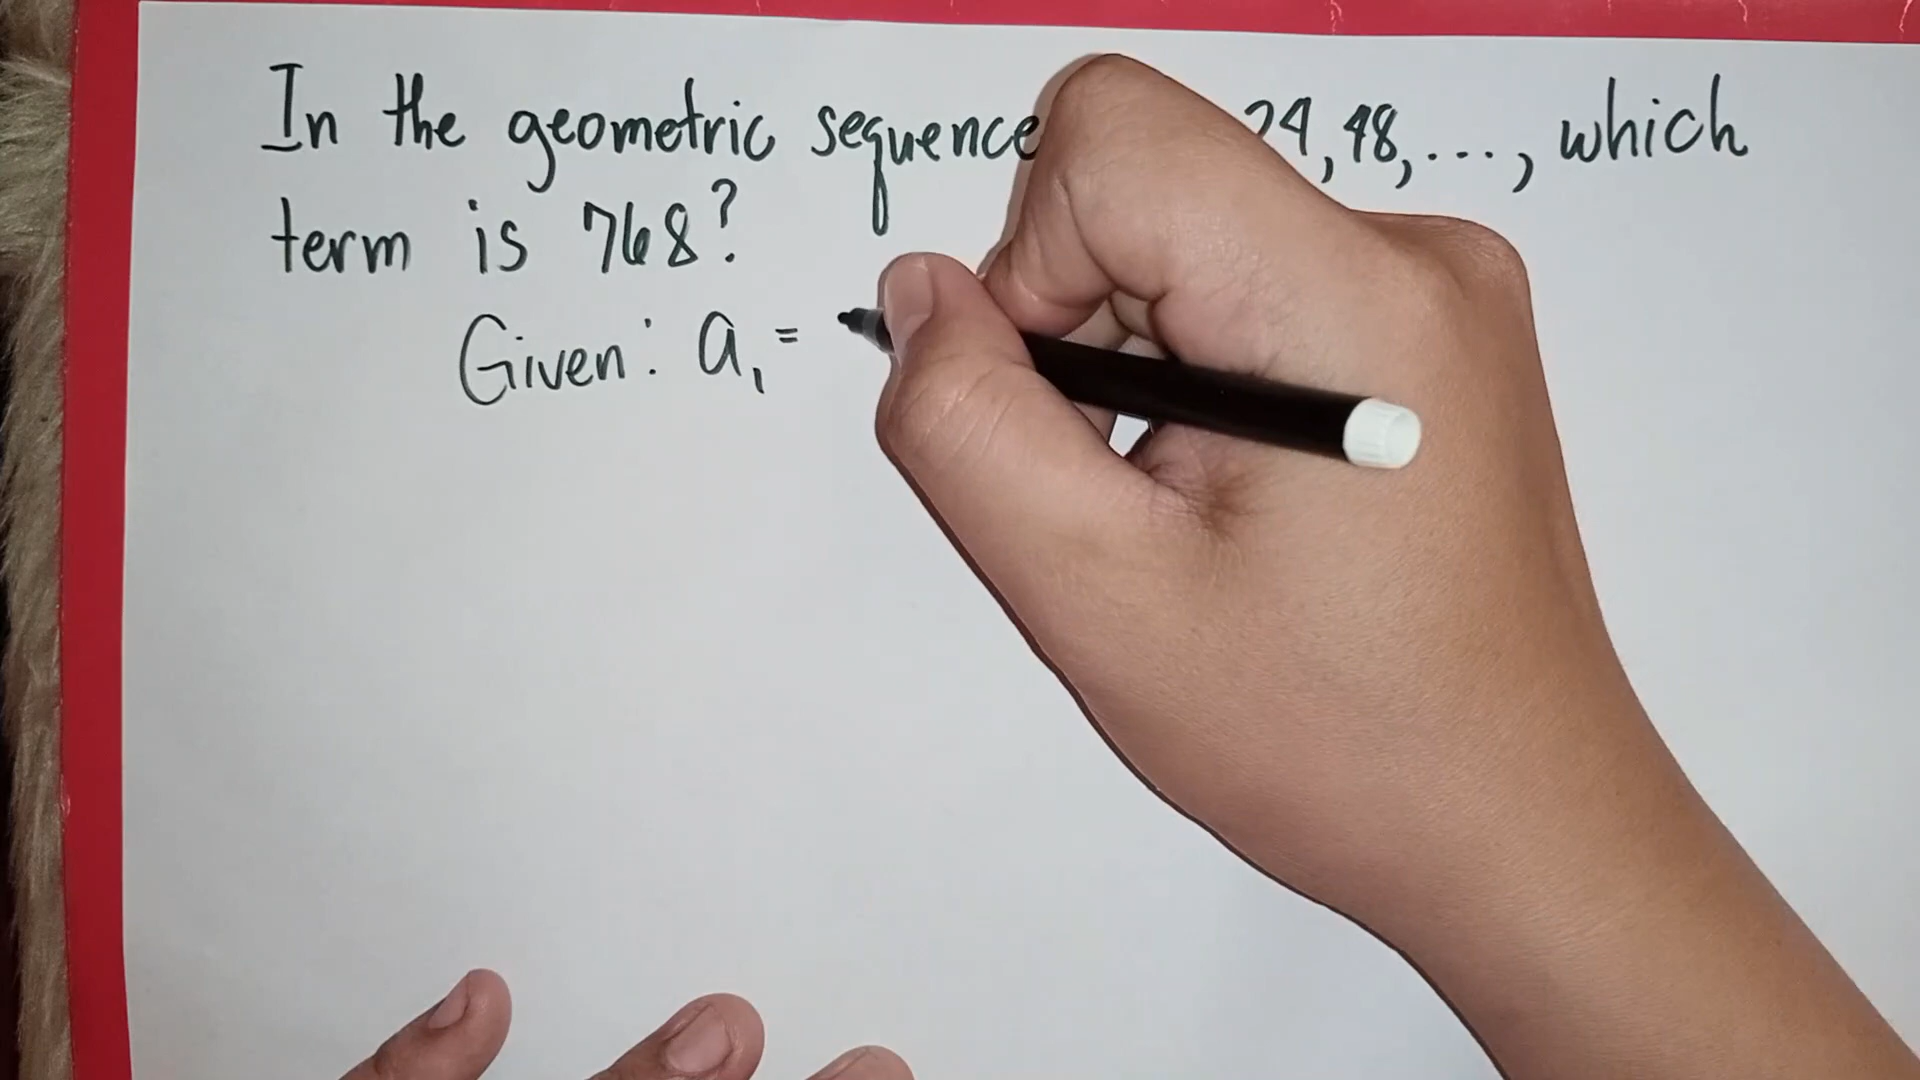 In the geometric sequence 24, 48, ..., which
term is 768?
Given: a₁ =